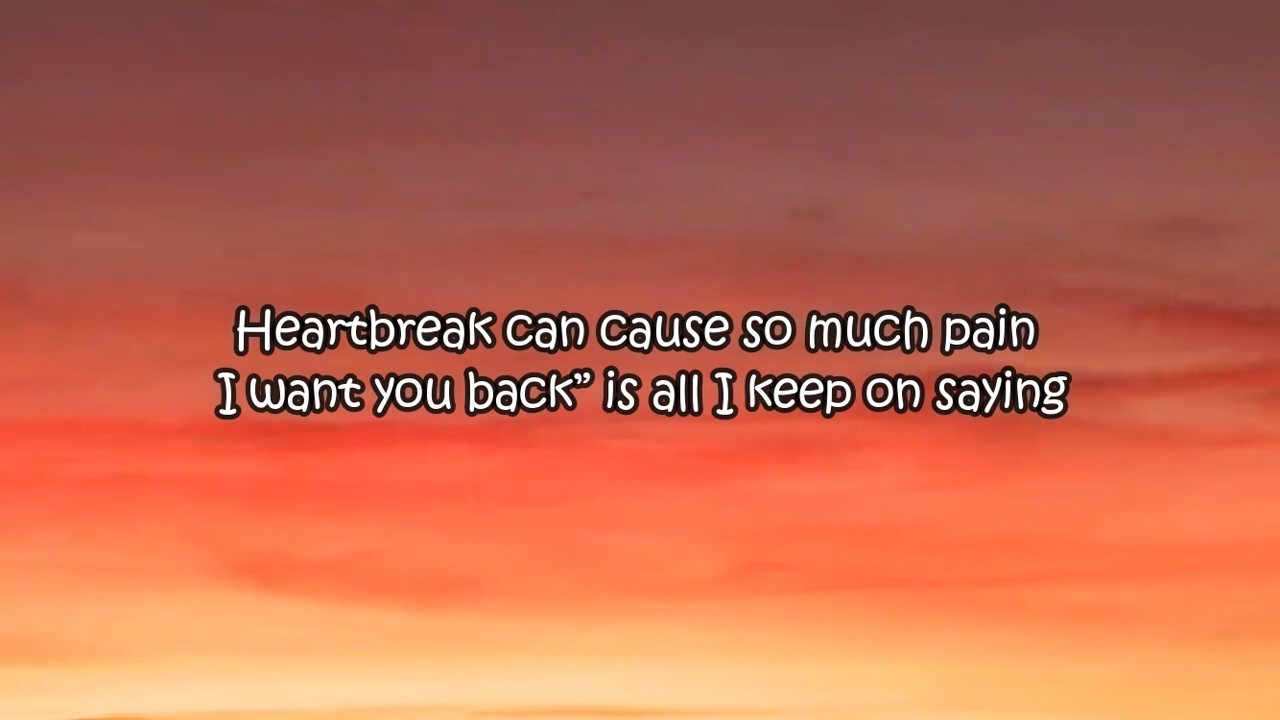 Heartbreak can cause so much pain
I want you back” is all I keep on saying